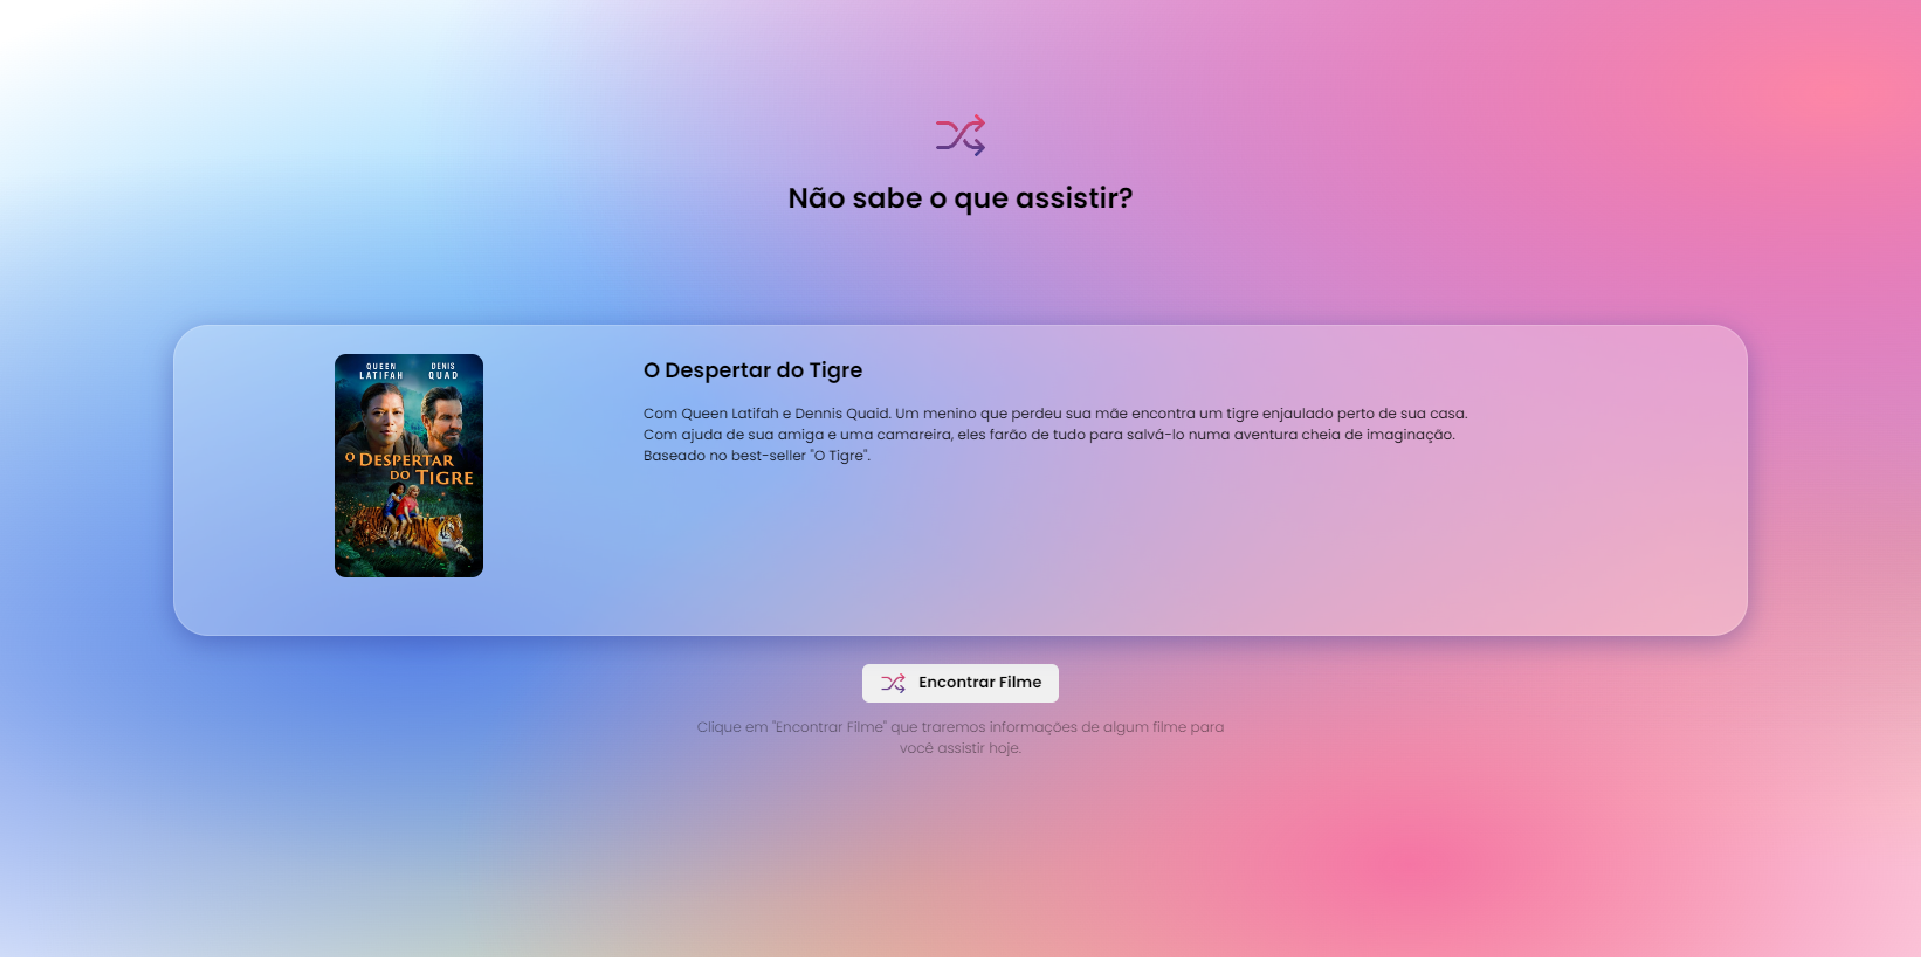 Não sabe o que assistir?
QUEEN
LATIFAH
DENIS
QUAD
O DESPERTAR
DO TIGRE
O Despertar do Tigre
Com Queen Latifah e Dennis Quaid. Um menino que perdeu sua mãe encontra um tigre enjaulado perto de sua casa.
Com ajuda de sua amiga e uma camareira, eles farão de tudo para salvá-lo numa aventura cheia de imaginação.
Baseado no best-seller "O Tigre".
Encontrar Filme
Clique em "Encontrar Filme" que traremos informações de algum filme para
você assistir hoje.